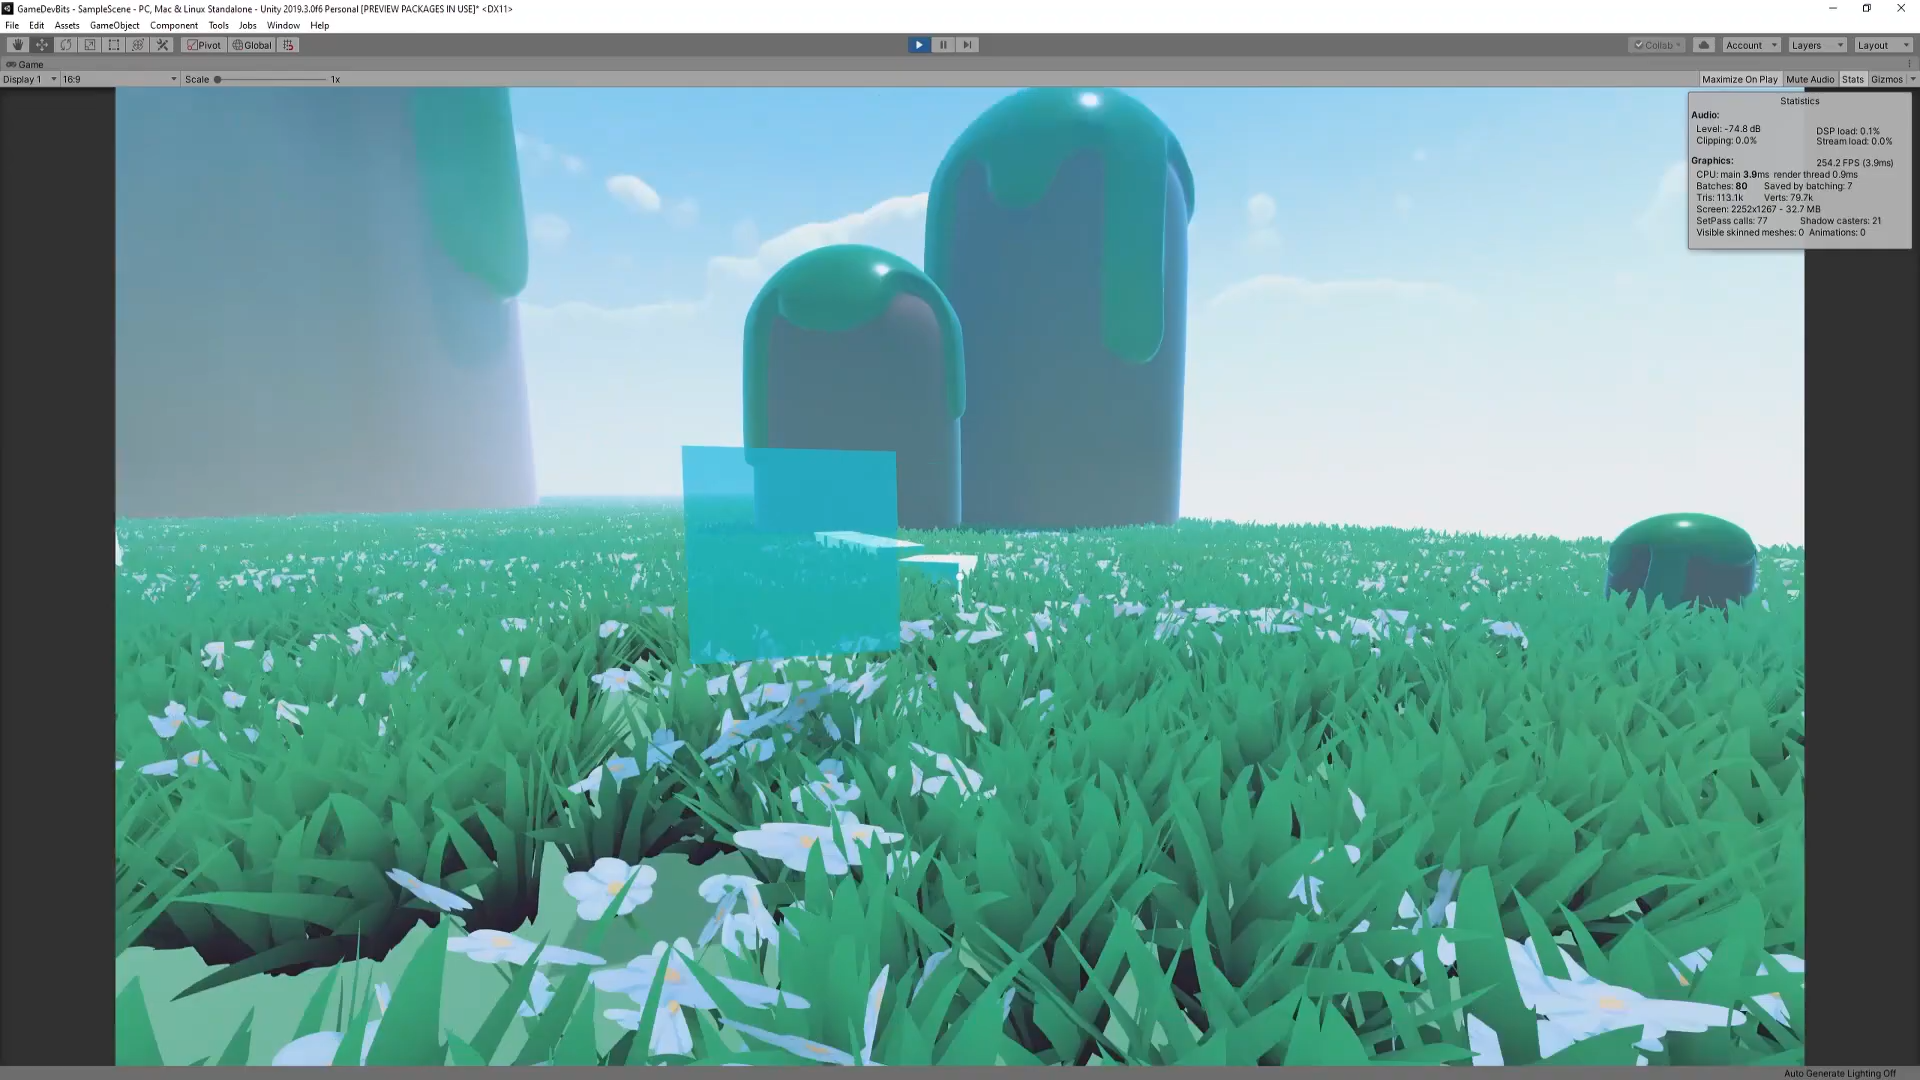 GameDevBits - SampleScene - PC, Mac & Linux Standalone - Unity 2019.3.0f6 Personal [PREVIEW PACKAGES IN USE]* <DX11>
File Edit Assets GameObject Component Tools Jobs Window Help
Pivot Global Collab Account Layers Layout
Game
Display 1 16:9 Scale 1x Maximize On Play Mute Audio Stats Gizmos
Statistics
Audio:
Level: -74.8 dB DSP load: 0.1%
Clipping: 0.0% Stream load: 0.0%
Graphics: 254.2 FPS (3.9ms)
CPU: main 3.9ms render thread 0.9ms
Batches: 80 Saved by batching: 7
Tris: 113.1k Verts: 79.7k
Screen: 2252x1267 - 32.7 MB
SetPass calls: 77 Shadow casters: 21
Visible skinned meshes: 0 Animations: 0
Auto Generate Lighting Off